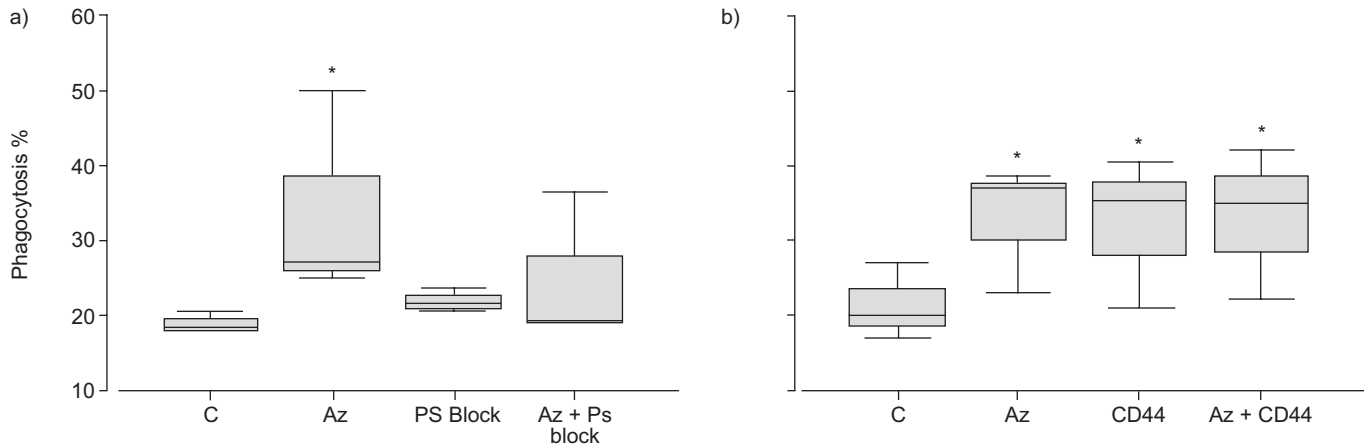 a)
b)
Phagocytosis %
60
50
40
30
20
10
*
C
Az
PS Block
Az + Ps
block
*
*
*
C
Az
CD44
Az + CD44